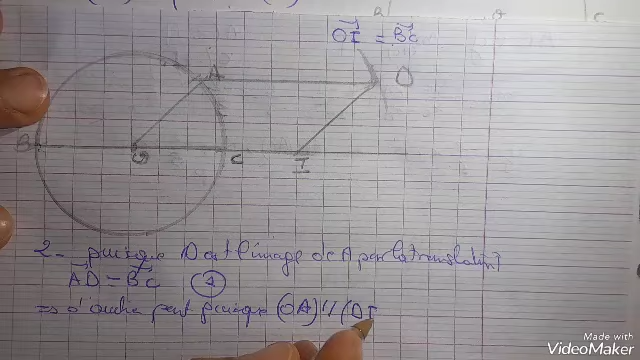 OI = BC
A
D
B
C
I
2- puisque D est l'image de A par la translation
AD = BC ①
d'autre part puisque (OA) // (DI
Made with
VideoMaker